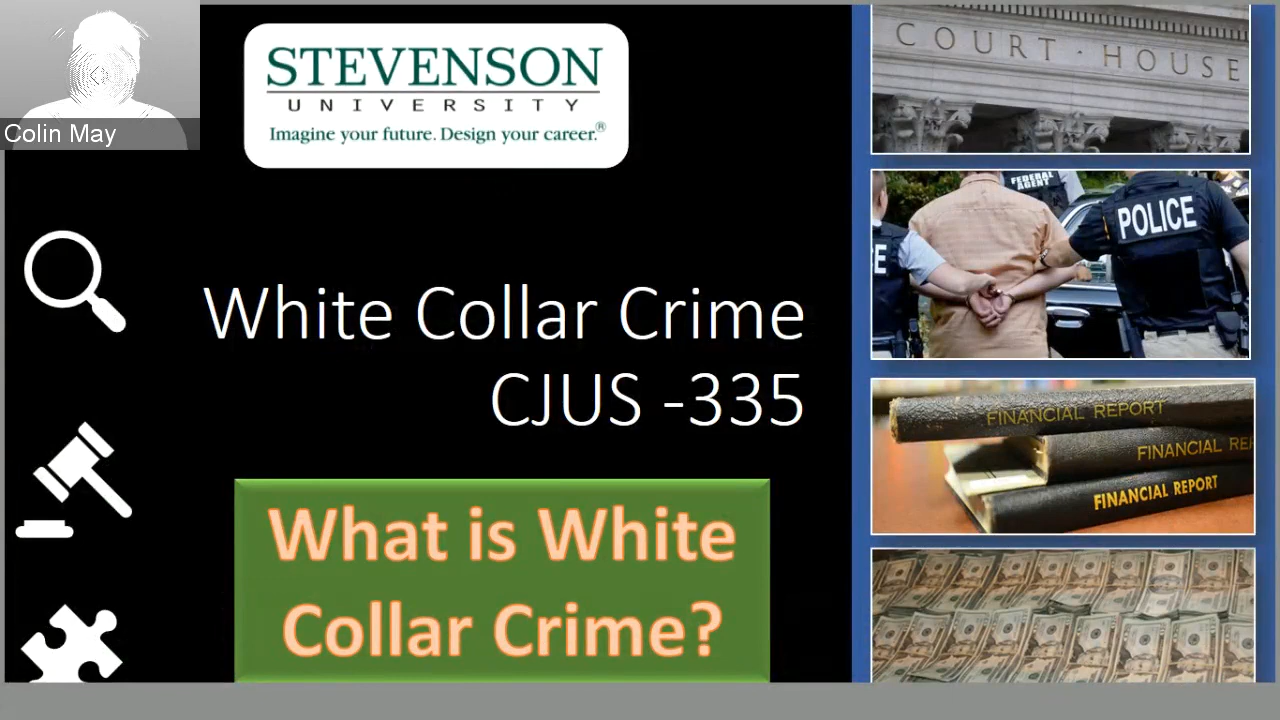 Colin May
STEVENSON
UNIVERSITY
Imagine your future. Design your career.®
White Collar Crime
CJUS -335
What is White
Collar Crime?
COURT HOUSE
FEDERAL
AGENT
POLICE
CE
FINANCIAL REPORT
FINANCIAL RE
FINANCIAL REPORT